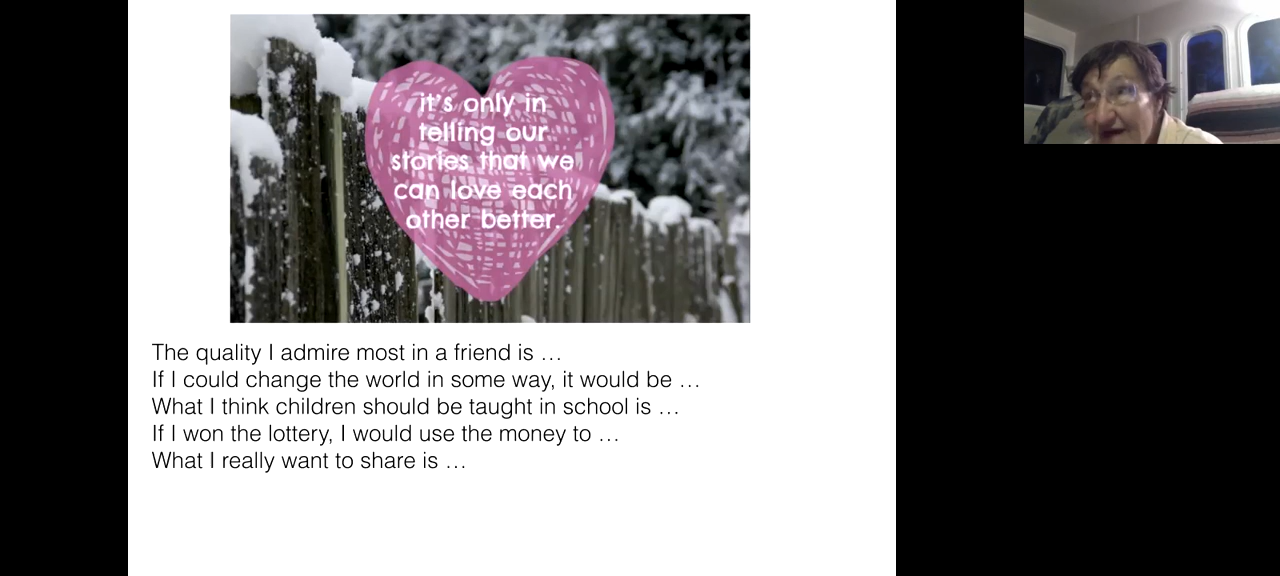 it's only in
telling our
stories that we
can love each
other better.
The quality I admire most in a friend is …
If I could change the world in some way, it would be …
What I think children should be taught in school is …
If I won the lottery, I would use the money to …
What I really want to share is …